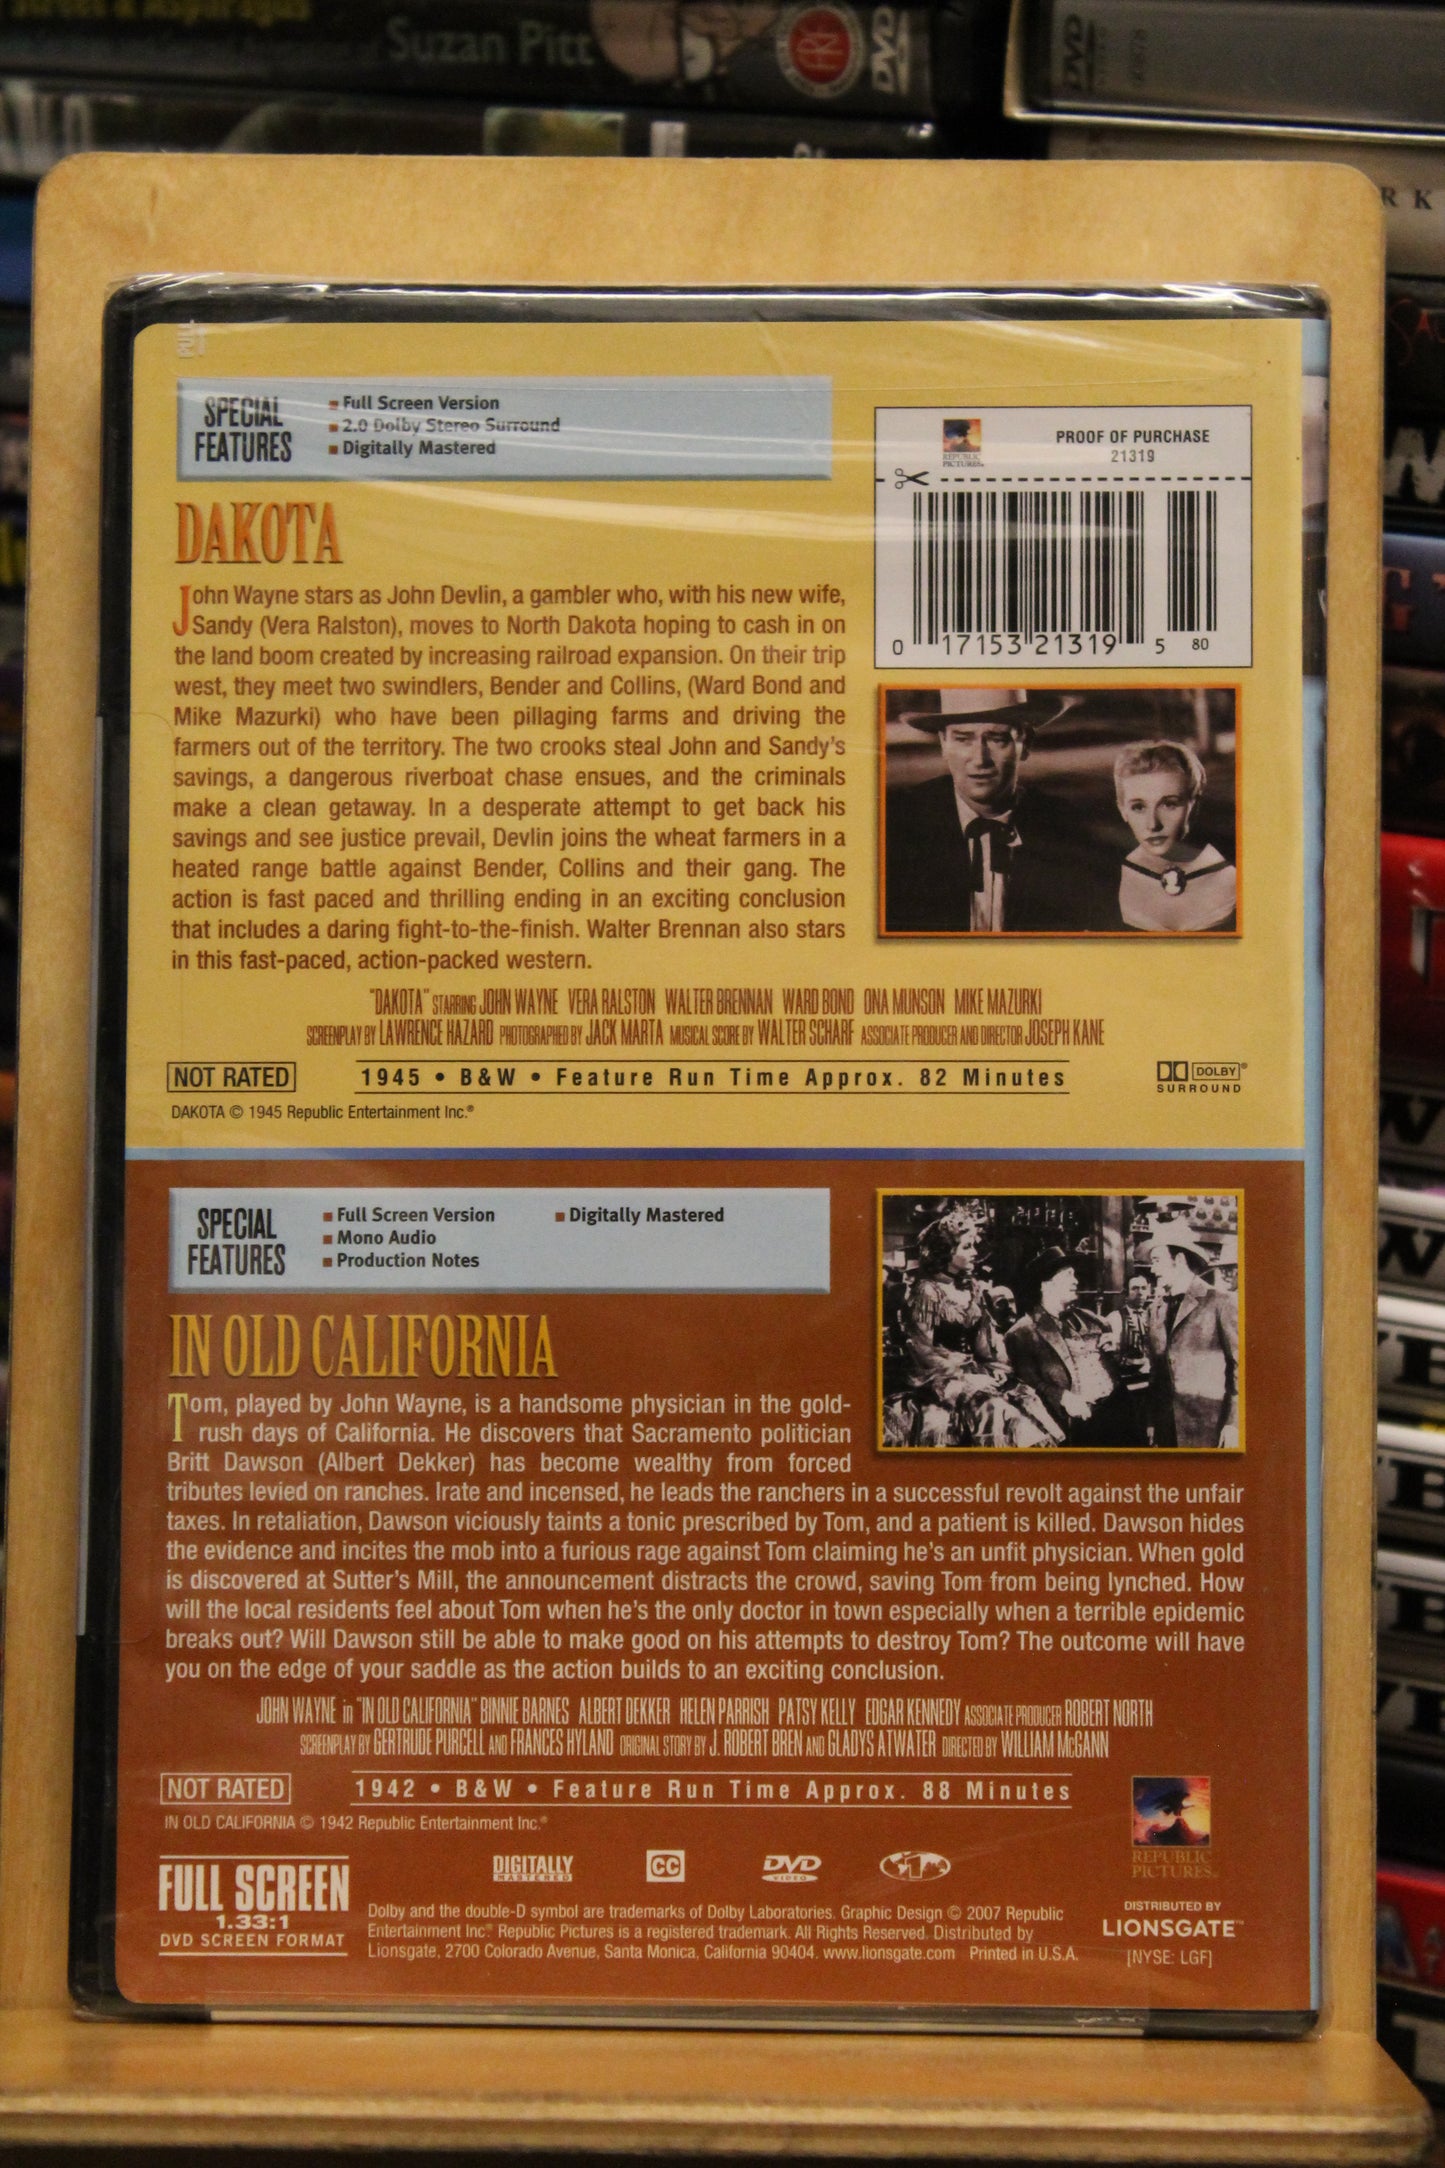 Suzan Pitt
DVD
DVD
R K
PULL
SPECIAL
FEATURES
Full Screen Version
2.0 Dolby Stereo Surround
Digitally Mastered
REPUBLIC
PICTURES
PROOF OF PURCHASE
21319
0 17153 21319 5 80
DAKOTA
John Wayne stars as John Devlin, a gambler who, with his new wife,
Sandy (Vera Ralston), moves to North Dakota hoping to cash in on
the land boom created by increasing railroad expansion. On their trip
west, they meet two swindlers, Bender and Collins, (Ward Bond and
Mike Mazurki) who have been pillaging farms and driving the
farmers out of the territory. The two crooks steal John and Sandy's
savings, a dangerous riverboat chase ensues, and the criminals
make a clean getaway. In a desperate attempt to get back his
savings and see justice prevail, Devlin joins the wheat farmers in a
heated range battle against Bender, Collins and their gang. The
action is fast paced and thrilling ending in an exciting conclusion
that includes a daring fight-to-the-finish. Walter Brennan also stars
in this fast-paced, action-packed western.
"DAKOTA" STARRING JOHN WAYNE VERA RALSTON WALTER BRENNAN WARD BOND ONA MUNSON MIKE MAZURKI
SCREENPLAY BY LAWRENCE HAZARD PHOTOGRAPHED BY JACK MARTA MUSICAL SCORE BY WALTER SCHARF ASSOCIATE PRODUCER AND DIRECTOR JOSEPH KANE
NOT RATED
1945 • B&W • Feature Run Time Approx. 82 Minutes
DOLBY®
SURROUND
DAKOTA © 1945 Republic Entertainment Inc.®
SPECIAL
FEATURES
Full Screen Version
Mono Audio
Production Notes
Digitally Mastered
IN OLD CALIFORNIA
Tom, played by John Wayne, is a handsome physician in the gold-
rush days of California. He discovers that Sacramento politician
Britt Dawson (Albert Dekker) has become wealthy from forced
tributes levied on ranches. Irate and incensed, he leads the ranchers in a successful revolt against the unfair
taxes. In retaliation, Dawson viciously taints a tonic prescribed by Tom, and a patient is killed. Dawson hides
the evidence and incites the mob into a furious rage against Tom claiming he's an unfit physician. When gold
is discovered at Sutter's Mill, the announcement distracts the crowd, saving Tom from being lynched. How
will the local residents feel about Tom when he's the only doctor in town especially when a terrible epidemic
breaks out? Will Dawson still be able to make good on his attempts to destroy Tom? The outcome will have
you on the edge of your saddle as the action builds to an exciting conclusion.
JOHN WAYNE in "IN OLD CALIFORNIA" BINNIE BARNES ALBERT DEKKER HELEN PARRISH PATSY KELLY EDGAR KENNEDY ASSOCIATE PRODUCER ROBERT NORTH
SCREENPLAY BY GERTRUDE PURCELL AND FRANCES HYLAND ORIGINAL STORY BY J. ROBERT BREN AND GLADYS ATWATER DIRECTED BY WILLIAM McGANN
NOT RATED
1942 • B&W • Feature Run Time Approx. 88 Minutes
IN OLD CALIFORNIA © 1942 Republic Entertainment Inc.®
REPUBLIC
PICTURES
FULL SCREEN
1.33:1
DVD SCREEN FORMAT
DIGITALLY
MASTERED
CC
DVD
VIDEO
1
Dolby and the double-D symbol are trademarks of Dolby Laboratories. Graphic Design © 2007 Republic
Entertainment Inc.® Republic Pictures is a registered trademark. All Rights Reserved. Distributed by
Lionsgate, 2700 Colorado Avenue, Santa Monica, California 90404. www.lionsgate.com Printed in U.S.A.
DISTRIBUTED BY
LIONSGATE™
[NYSE: LGF]